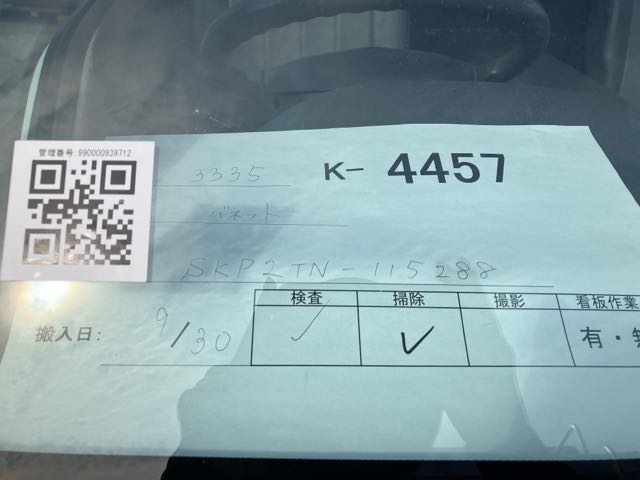 管理番号 990000939712
3335
K-4457
バネット
SKP2TN-115288
検査 掃除 撮影 看板作業
搬入日: 9/30 ✓ ✓ 有・無